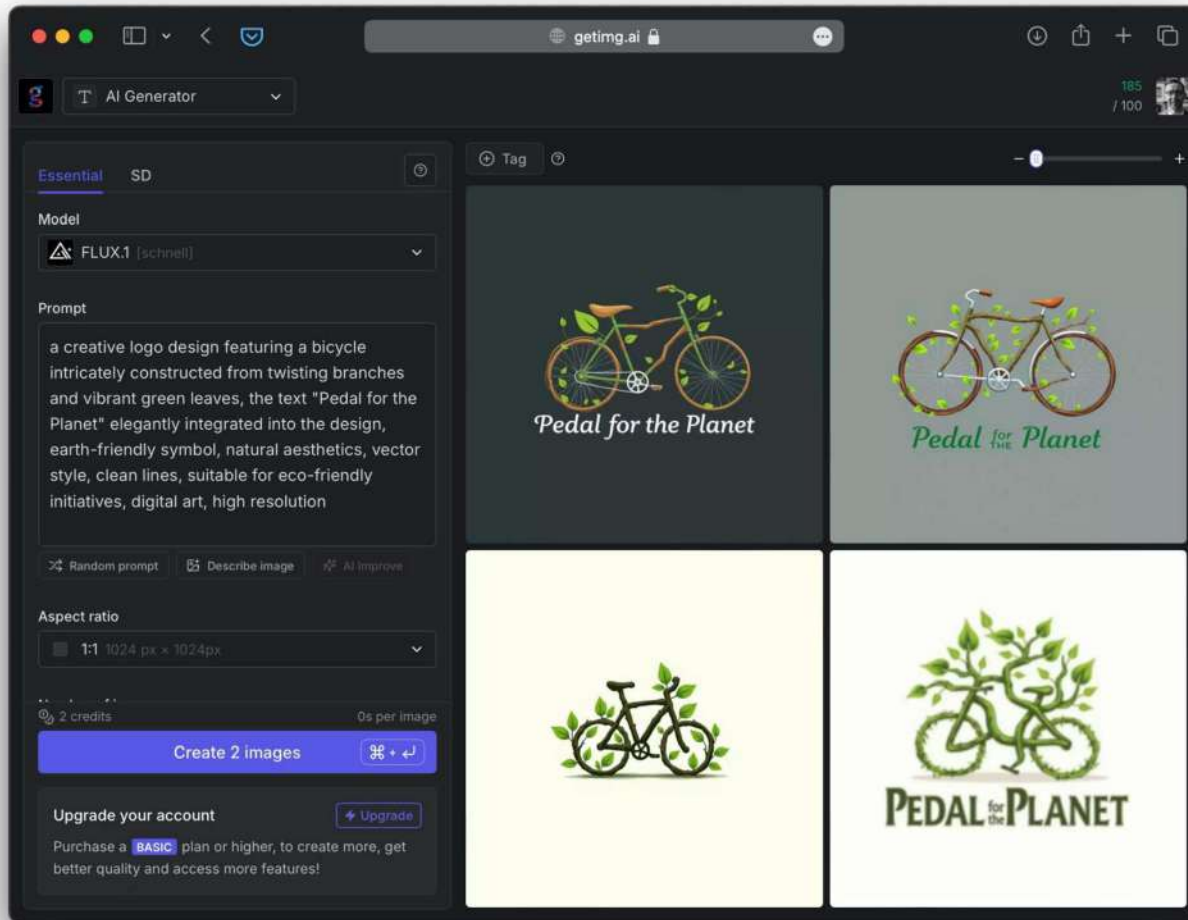 getimg.ai
AI Generator
185
/ 100
Essential
SD
Model
FLUX.1 [schnell]
Prompt
a creative logo design featuring a bicycle
intricately constructed from twisting branches
and vibrant green leaves, the text "Pedal for the
Planet" elegantly integrated into the design,
earth-friendly symbol, natural aesthetics, vector
style, clean lines, suitable for eco-friendly
initiatives, digital art, high resolution
Random prompt
Describe image
AI Improve
Aspect ratio
1:1 1024 px × 1024px
2 credits
0s per image
Create 2 images
⌘ + ↵
Upgrade your account
Upgrade
Purchase a BASIC plan or higher, to create more, get
better quality and access more features!
Tag
Pedal for the Planet
Pedal for THE Planet
PEDAL for the PLANET